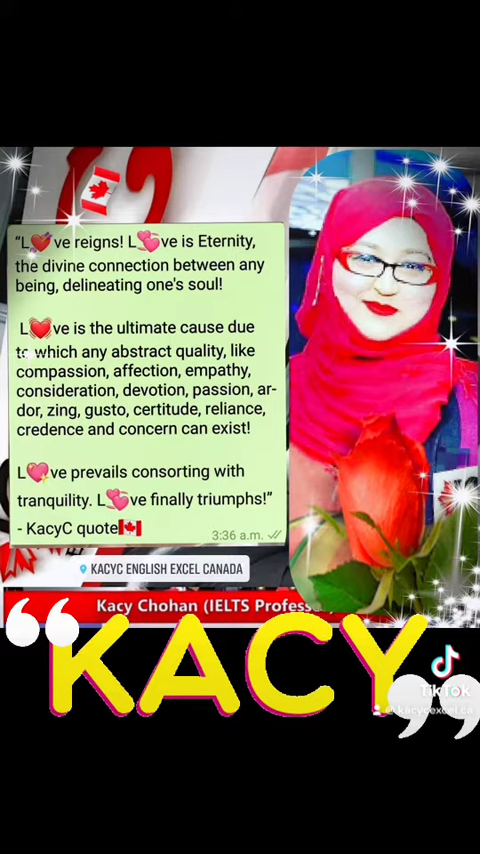 “L💓ve reigns! L💞ve is Eternity,
the divine connection between any
being, delineating one's soul!
L💓ve is the ultimate cause due
to which any abstract quality, like
compassion, affection, empathy,
consideration, devotion, passion, ar-
dor, zing, gusto, certitude, reliance,
credence and concern can exist!
L💖ve prevails consorting with
tranquility. L💞ve finally triumphs!”
- KacyC quote🇨🇦
3:36 a.m.
KACYC ENGLISH EXCEL CANADA
Kacy Chohan (IELTS Profess
“KACY”
TikTok